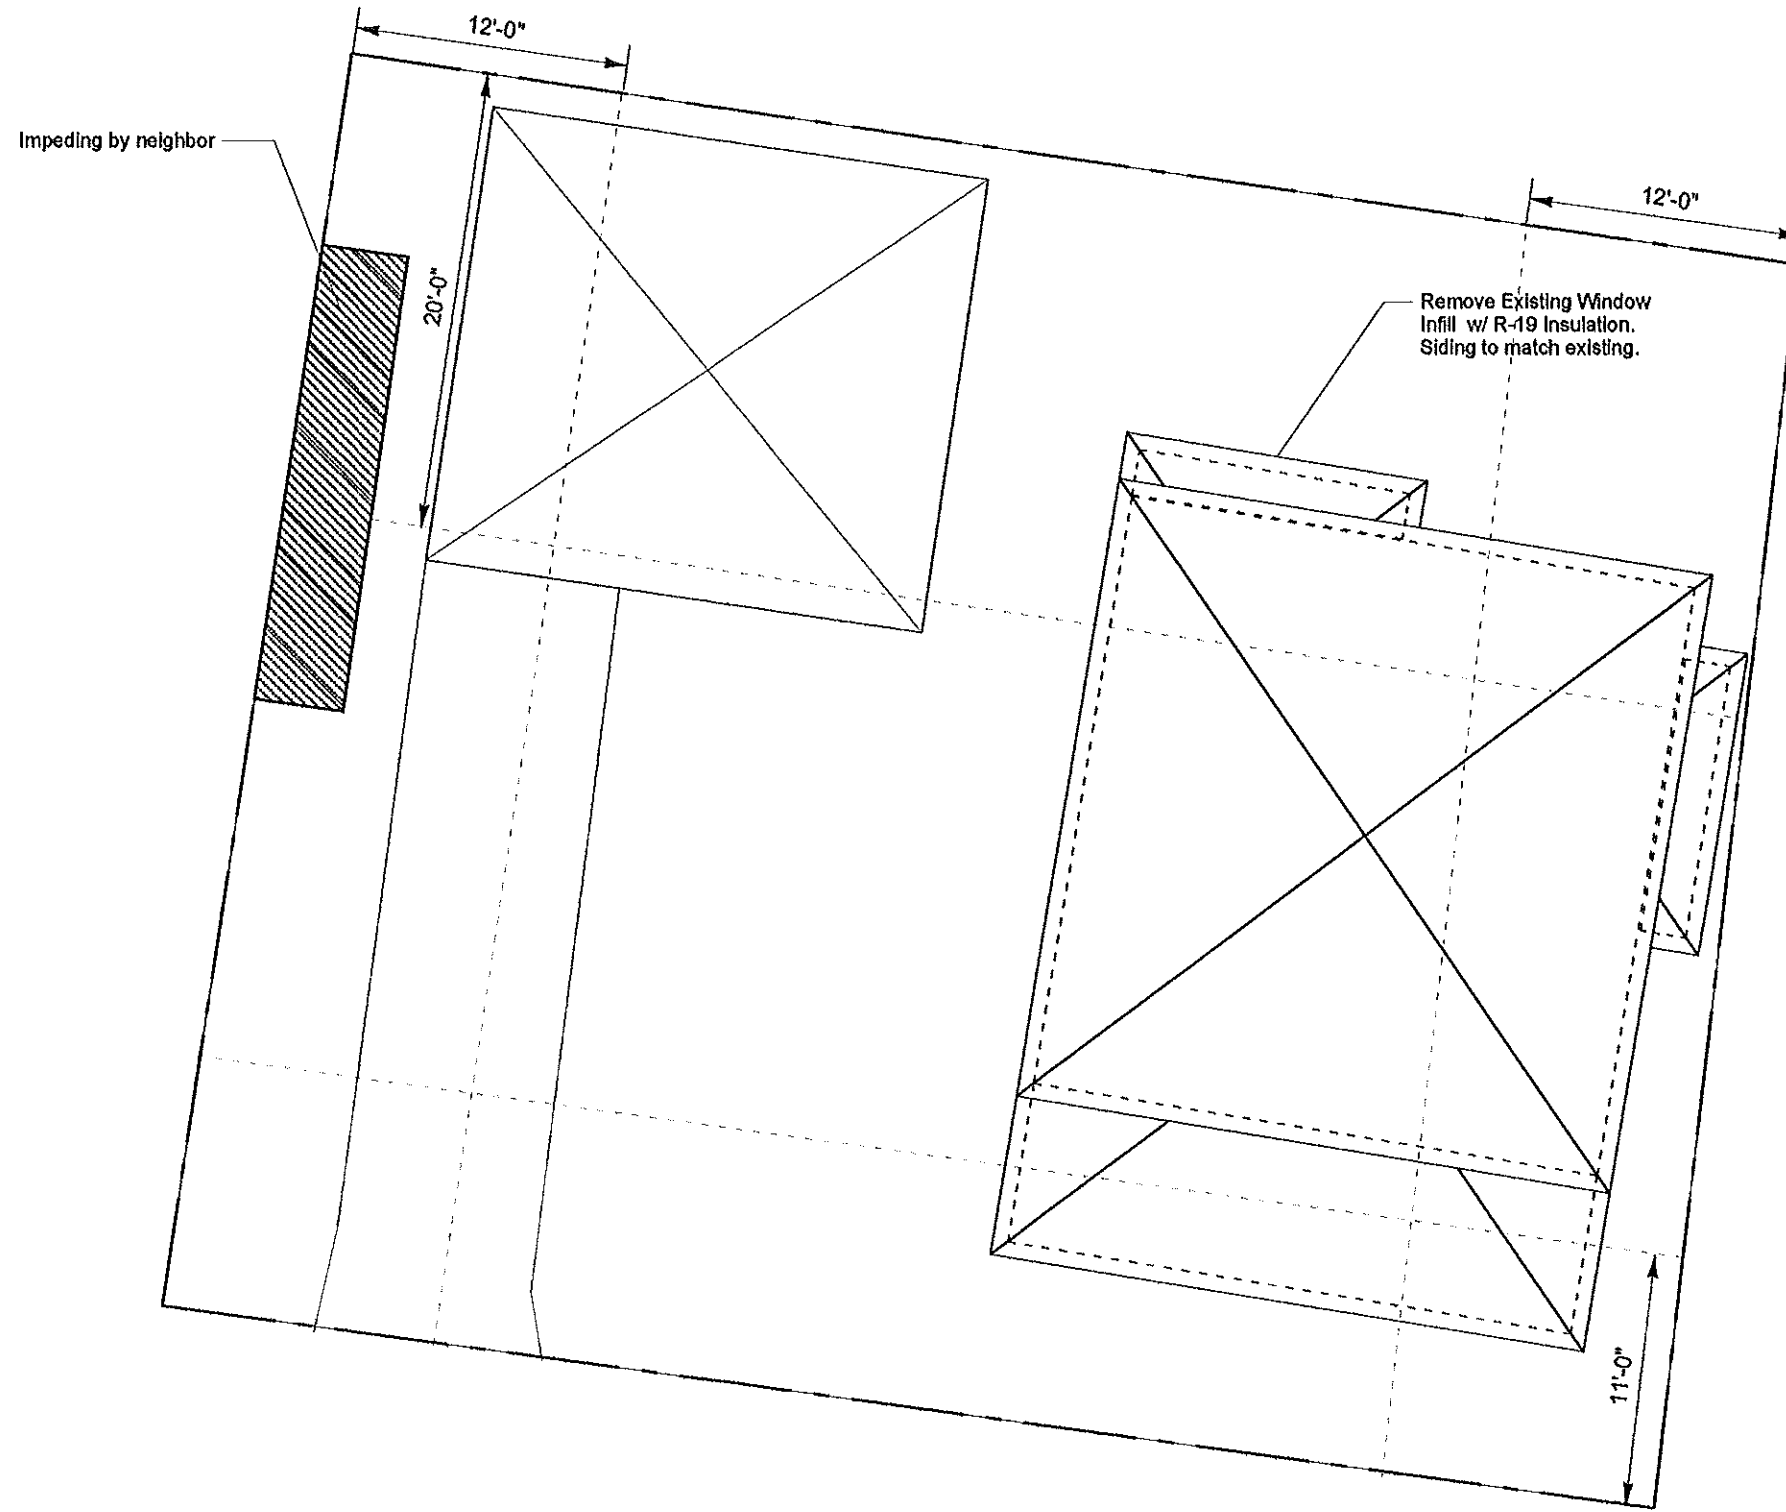 12'-0"
Impeding by neighbor
12'-0"
20'-0"
Remove Existing Window
Infill w/ R-19 Insulation.
Siding to match existing.
11'-0"